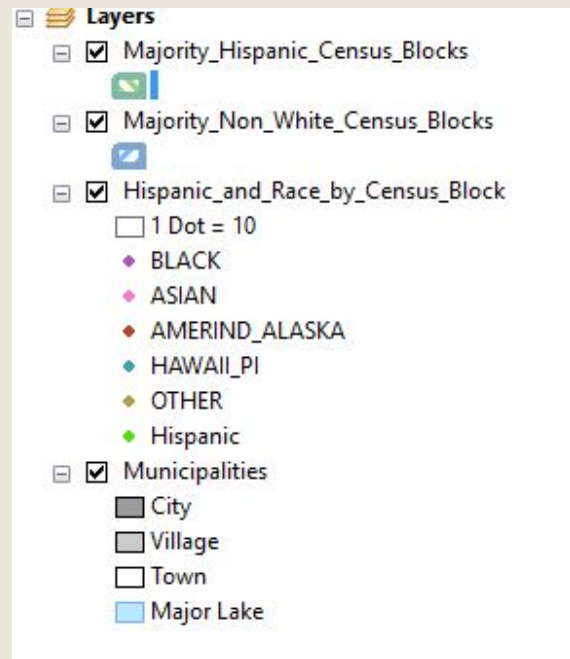 Layers
Majority_Hispanic_Census_Blocks
Majority_Non_White_Census_Blocks
Hispanic_and_Race_by_Census_Block
1 Dot = 10
BLACK
ASIAN
AMERIND_ALASKA
HAWAII_PI
OTHER
Hispanic
Municipalities
City
Village
Town
Major Lake